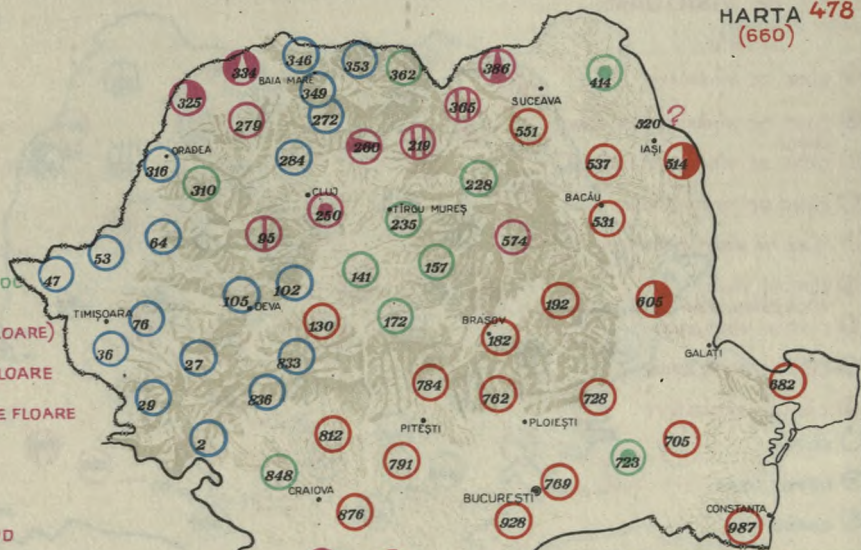 HARTA 478
(660)
346
353
362
386
334
BAIA MARE
349
414
325
365
SUCEAVA
279
272
551
520 ?
IAȘI
ORADEA
316
284
266
219
537
514
310
228
BACĂU
CLUJ
250
TÎRGU MUREȘ
235
531
95
574
64
53
47
141
157
102
105
DEVA
192
605
TIMIȘOARA
76
130
172
BRAȘOV
182
LOARE)
36
27
833
GALAȚI
LOARE
29
836
784
762
728
682
E FLOARE
PITEȘTI
PLOIEȘTI
2
812
705
848
791
723
CRAIOVA
BUCUREȘTI
769
876
928
CONSTANȚA
987
D